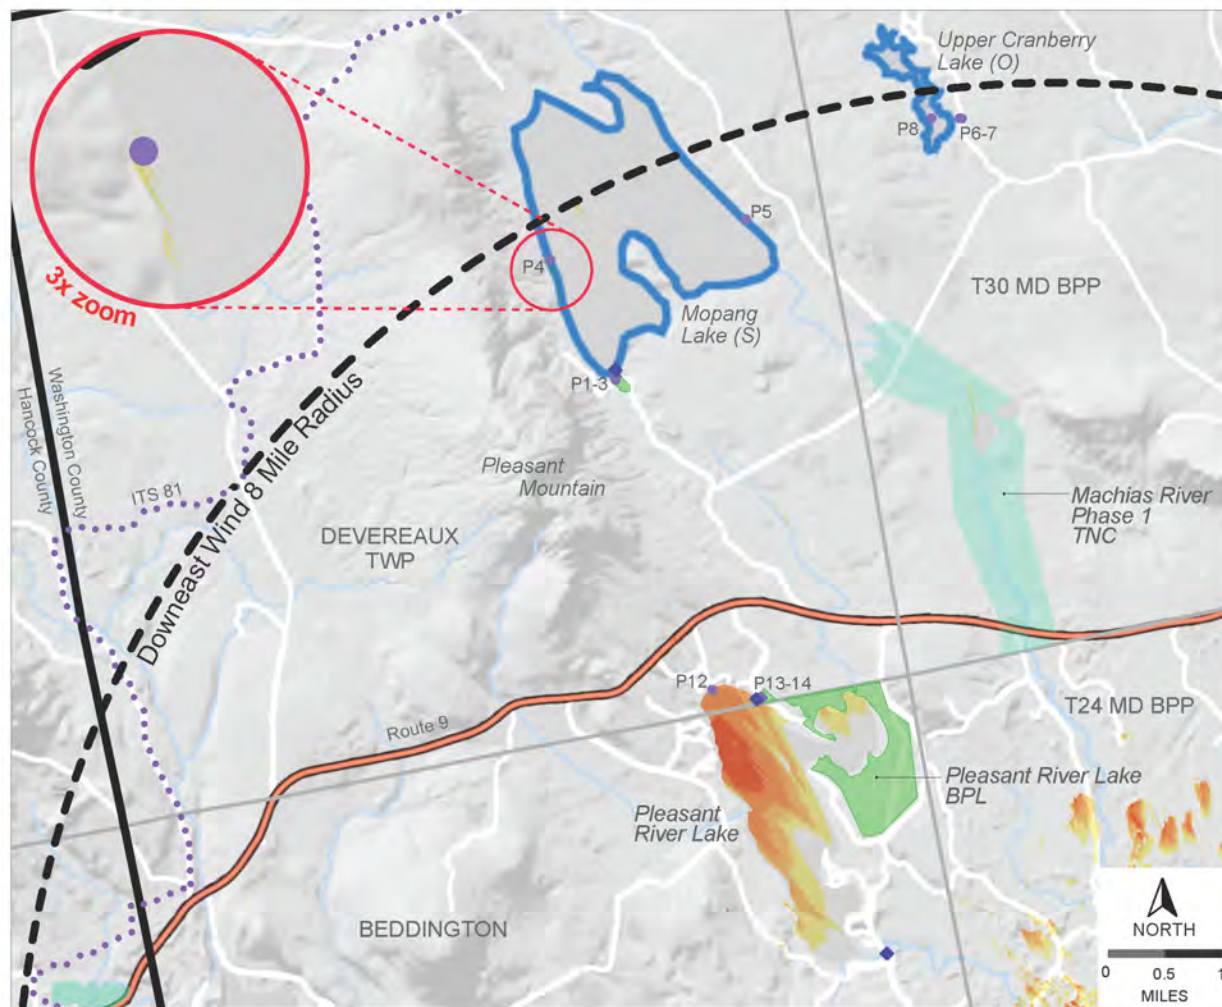 Upper Cranberry
Lake (O)
P8
P6-7
P5
P4
3x zoom
T30 MD BPP
Mopang
Lake (S)
P1-3
Washington County
Hancock County
Downeast Wind 8 Mile Radius
ITS 81
Pleasant
Mountain
Machias River
Phase 1
TNC
DEVEREAUX
TWP
P12
P13-14
T24 MD BPP
Route 9
Pleasant River Lake
BPL
Pleasant
River Lake
BEDDINGTON
NORTH
0 0.5 1
MILES